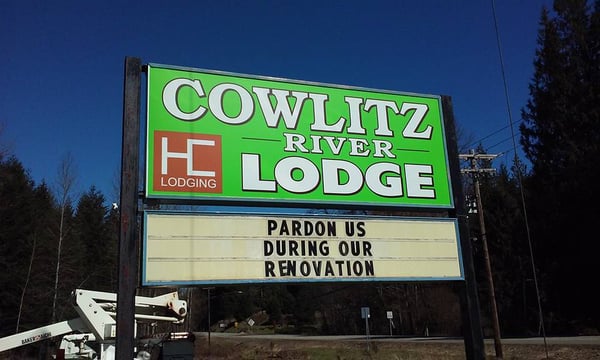 COWLITZ
RIVER
LODGE
HC
LODGING
PARDON US
DURING OUR
RENOVATION